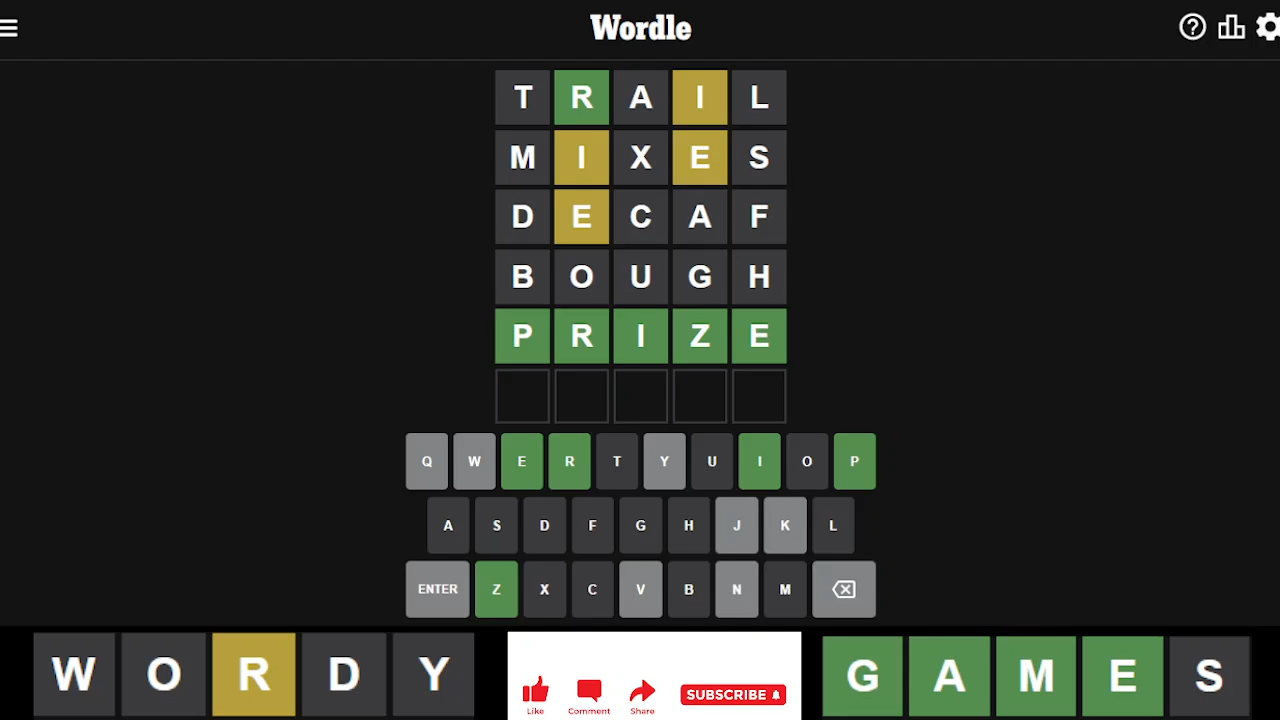 Wordle
TRAIL
MIXES
DECAF
BOUGH
PRIZE
Q W E R T Y U I O P
A S D F G H J K L
ENTER Z X C V B N M
WORDY
Like Comment Share SUBSCRIBE
GAMES